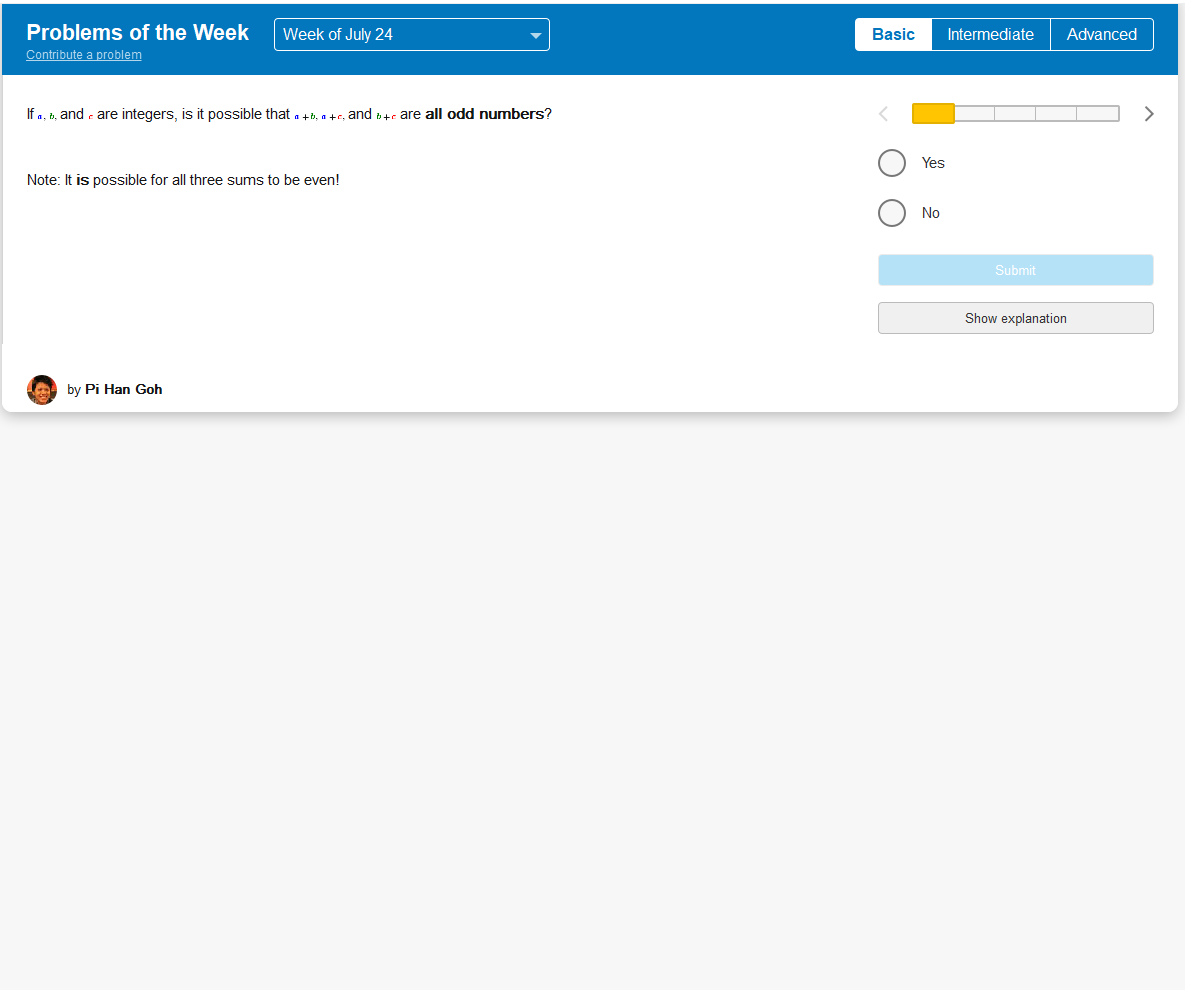 Problems of the Week
Week of July 24
Basic
Intermediate
Advanced
Contribute a problem
If a, b, and c are integers, is it possible that a + b, a + c, and b + c are all odd numbers?
Note: It is possible for all three sums to be even!
Yes
No
Submit
Show explanation
by Pi Han Goh